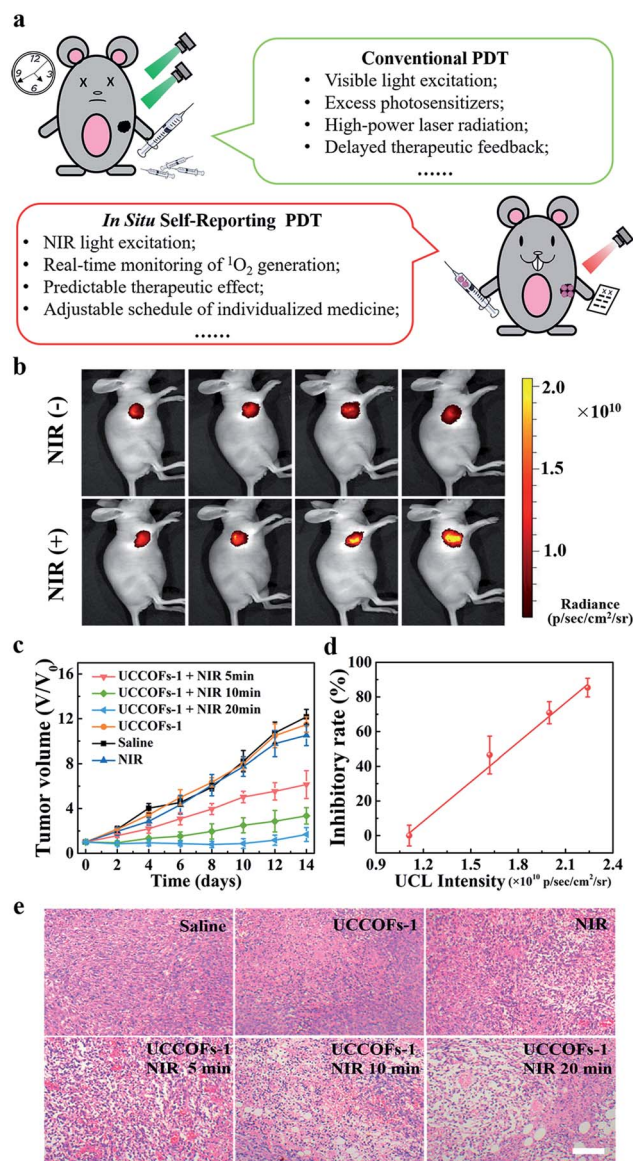 a
12
9
3
6
x x
Conventional PDT
• Visible light excitation;
• Excess photosensitizers;
• High-power laser radiation;
• Delayed therapeutic feedback;
……
In Situ Self-Reporting PDT
• NIR light excitation;
• Real-time monitoring of ¹O₂ generation;
• Predictable therapeutic effect;
• Adjustable schedule of individualized medicine;
……
b
NIR (-)
NIR (+)
2.0
×10¹⁰
1.5
1.0
Radiance
(p/sec/cm²/sr)
c
Tumor volume (V/V₀)
16
12
8
4
0
UCCOFs-1 + NIR 5min
UCCOFs-1 + NIR 10min
UCCOFs-1 + NIR 20min
UCCOFs-1
Saline
NIR
0 2 4 6 8 10 12 14
Time (days)
d
Inhibitory rate (%)
100
80
60
40
20
0
0.9 1.2 1.5 1.8 2.1 2.4
UCL Intensity (×10¹⁰ p/sec/cm²/sr)
e
Saline
UCCOFs-1
NIR
UCCOFs-1
NIR 5 min
UCCOFs-1
NIR 10 min
UCCOFs-1
NIR 20 min